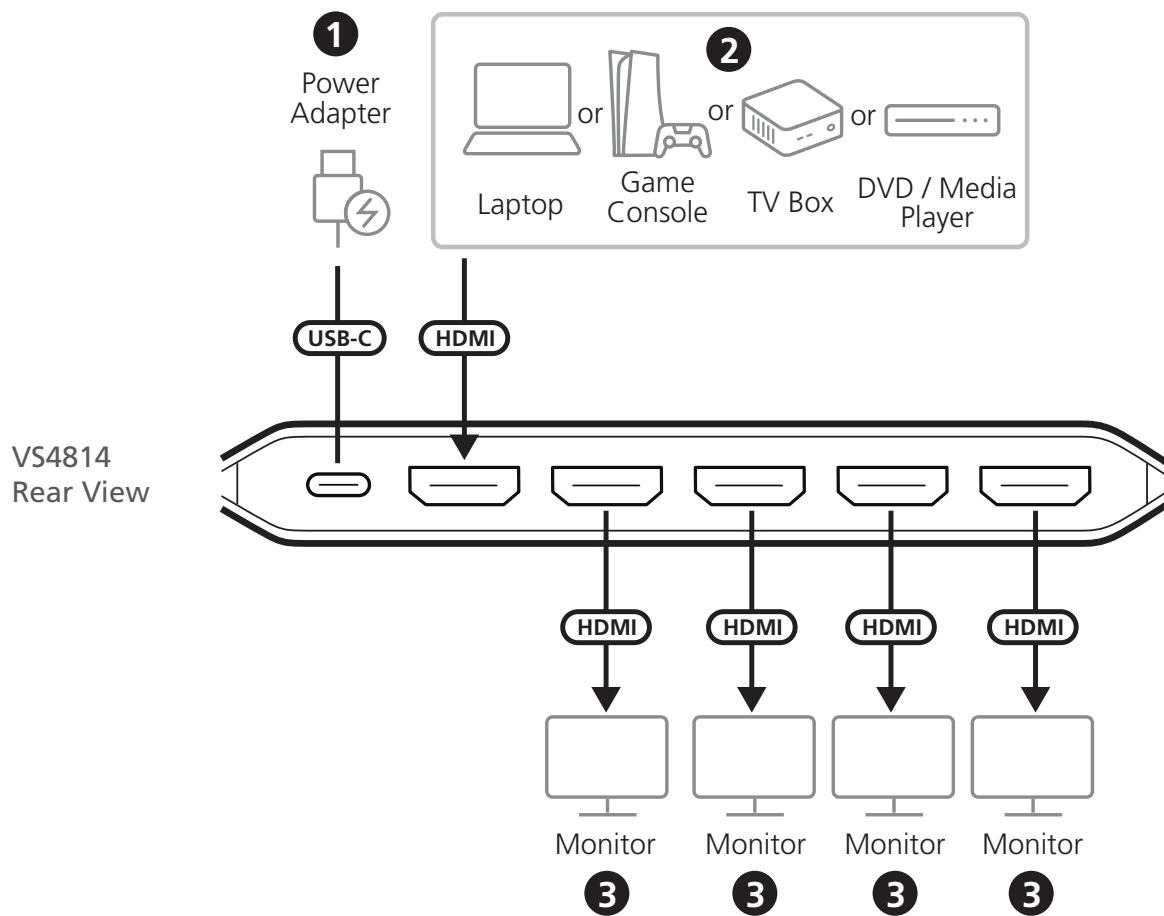 1
Power
Adapter
2
or
or
or
Laptop
Game
Console
TV Box
DVD / Media
Player
USB-C
HDMI
VS4814
Rear View
HDMI
HDMI
HDMI
HDMI
Monitor
Monitor
Monitor
Monitor
3
3
3
3